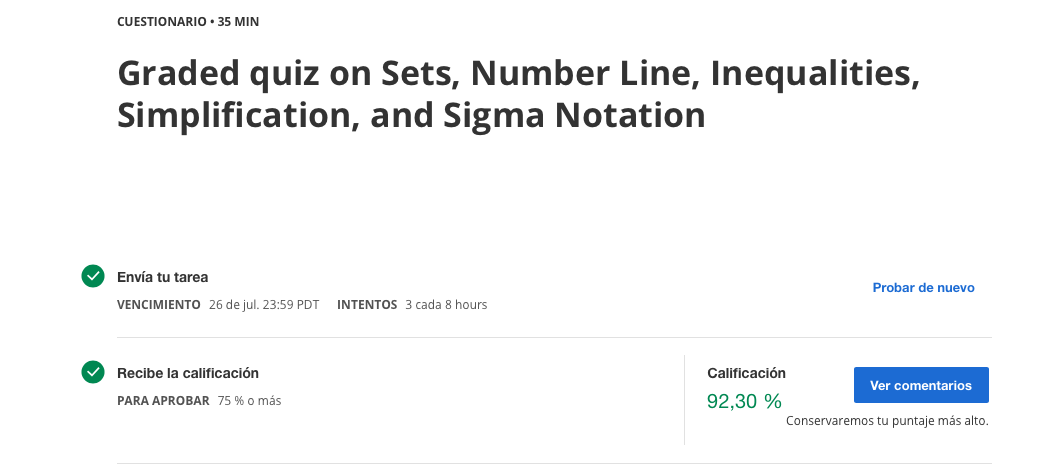 CUESTIONARIO • 35 MIN
Graded quiz on Sets, Number Line, Inequalities,
Simplification, and Sigma Notation
Envía tu tarea
VENCIMIENTO 26 de jul. 23:59 PDT INTENTOS 3 cada 8 hours
Probar de nuevo
Recibe la calificación
PARA APROBAR 75 % o más
Calificación
92,30 %
Ver comentarios
Conservaremos tu puntaje más alto.